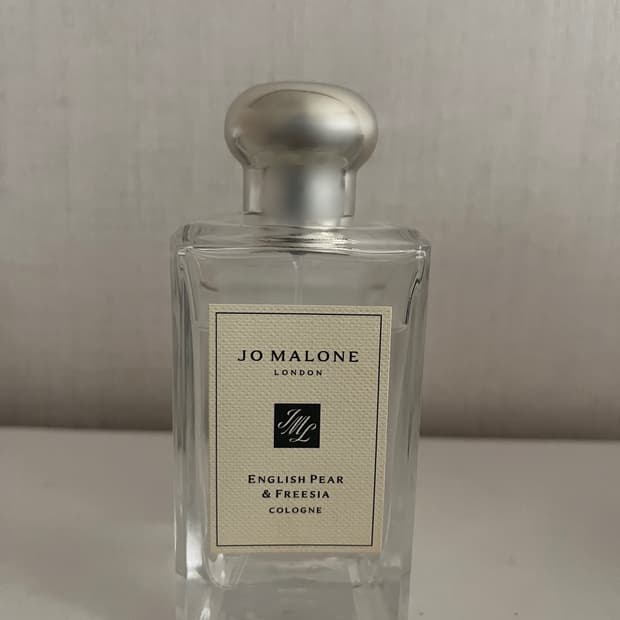 JO MALONE
LONDON
JML
ENGLISH PEAR
& FREESIA
COLOGNE